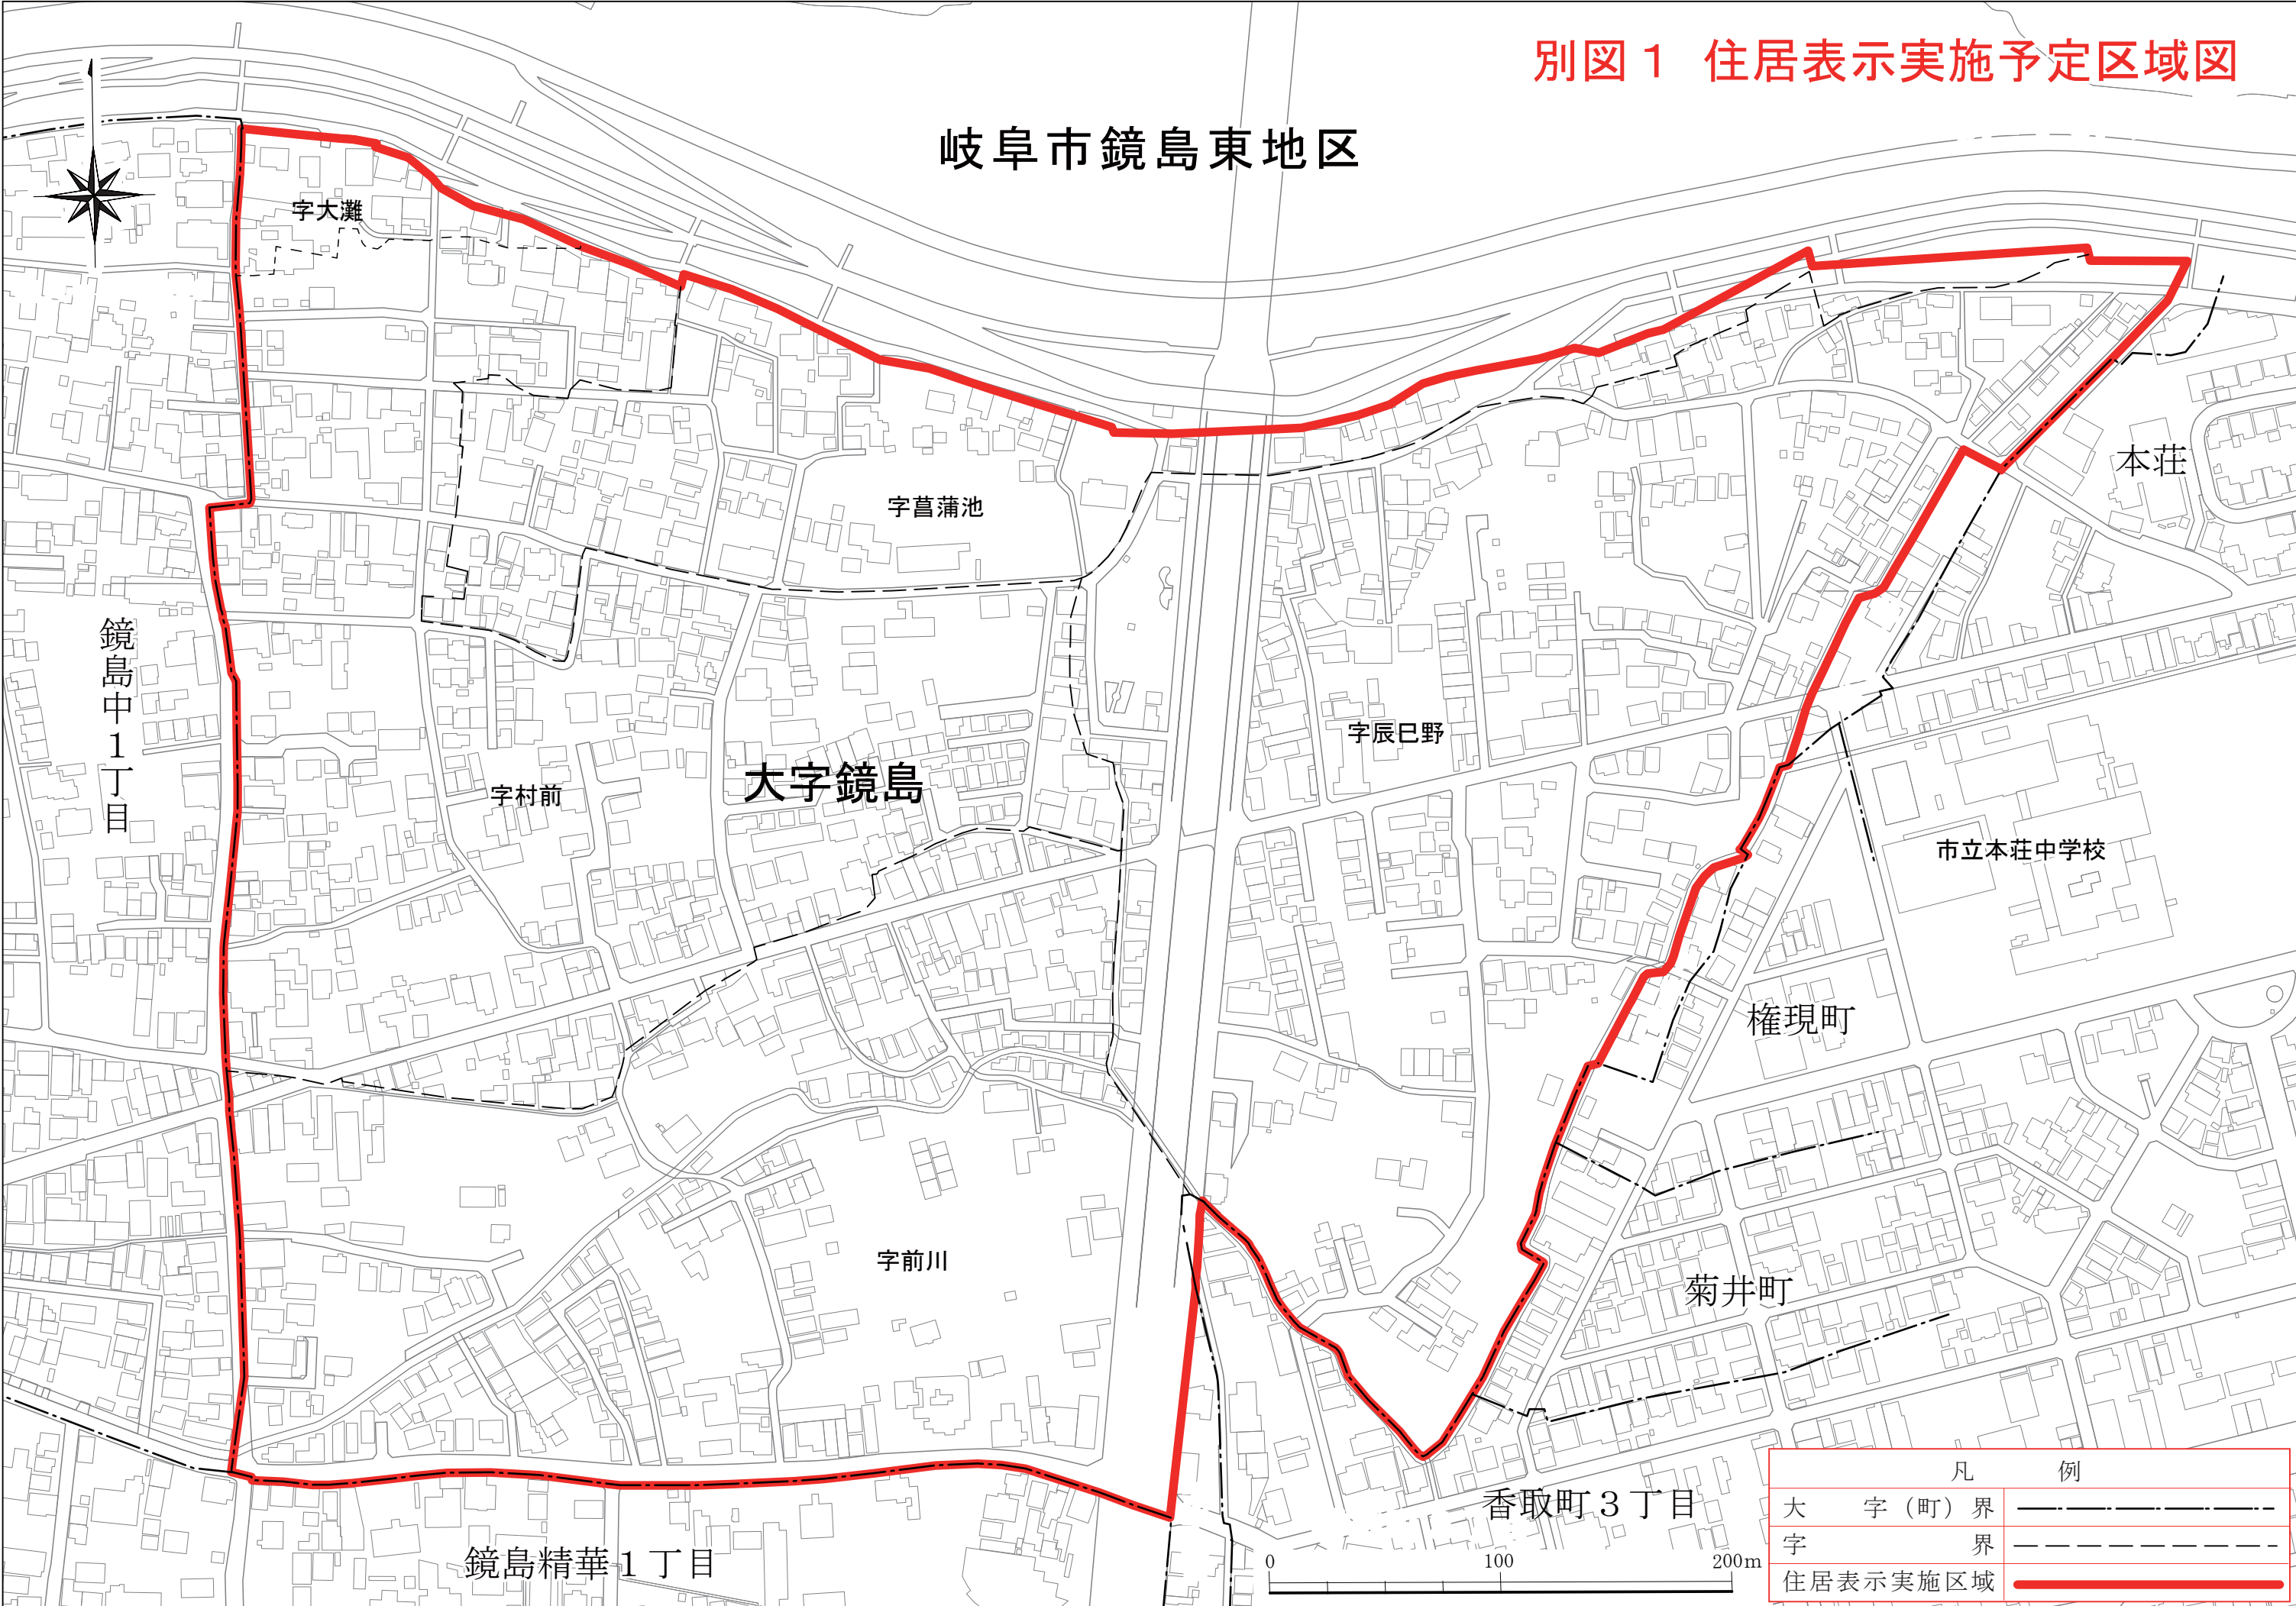 別図１ 住居表示実施予定区域図
岐阜市鏡島東地区
字大灘
本荘
字菖蒲池
鏡島中１丁目
字辰巳野
大字鏡島
字村前
市立本荘中学校
権現町
字前川
菊井町
香取町３丁目
鏡島精華１丁目
0 100 200m
凡 例
大 字（町）界
字 界
住居表示実施区域